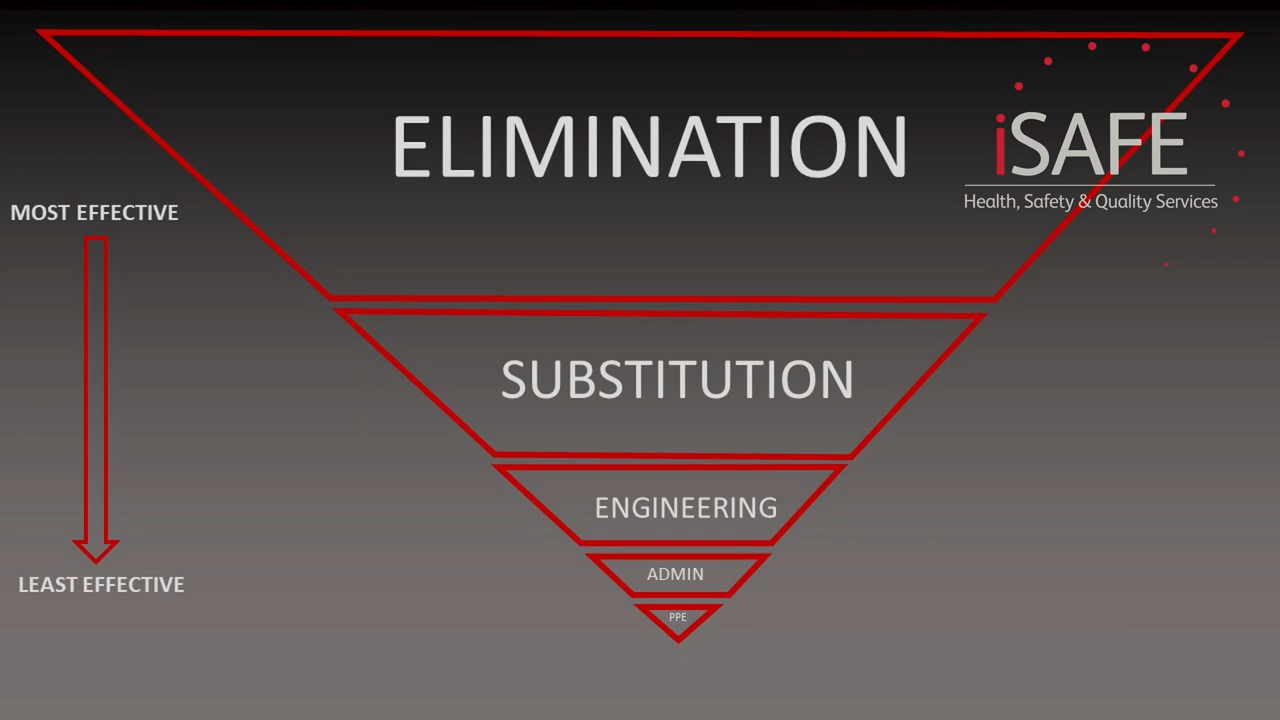 ELIMINATION
iSAFE
Health, Safety & Quality Services
MOST EFFECTIVE
SUBSTITUTION
ENGINEERING
ADMIN
LEAST EFFECTIVE
PPE